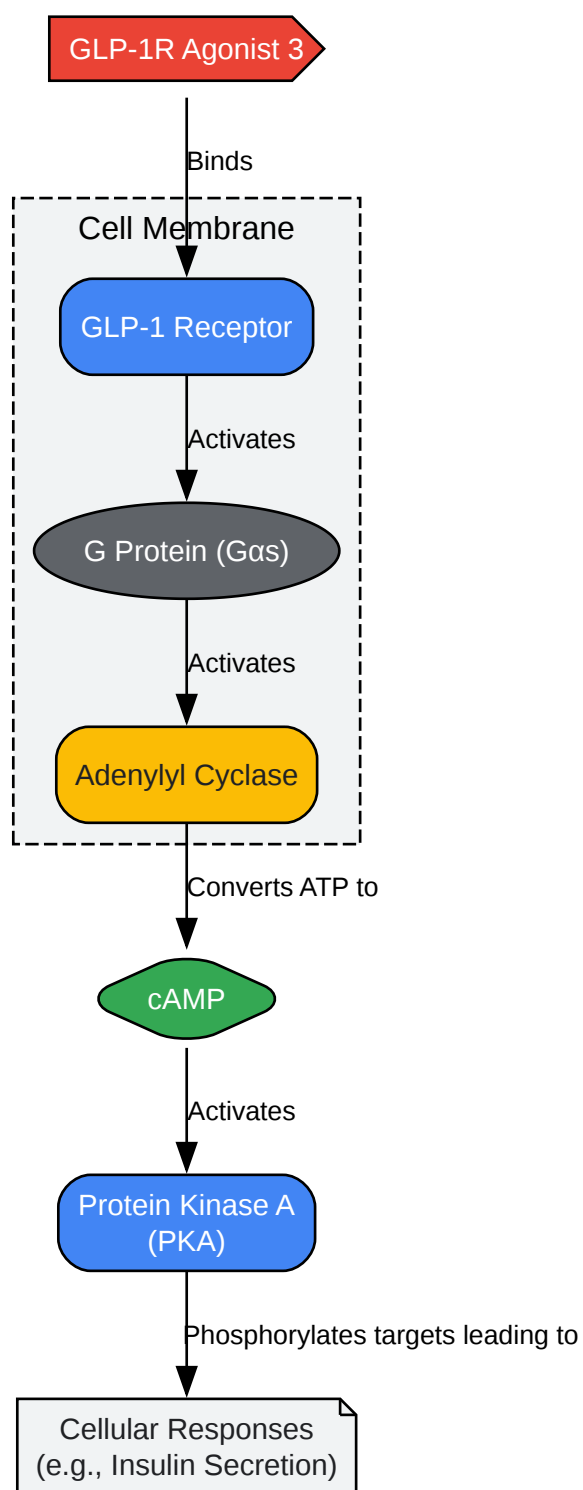 GLP-1R Agonist 3
Binds
Cell Membrane
GLP-1 Receptor
Activates
G Protein (Gαs)
Activates
Adenylyl Cyclase
Converts ATP to
cAMP
Activates
Protein Kinase A
(PKA)
Phosphorylates targets leading to
Cellular Responses
(e.g., Insulin Secretion)